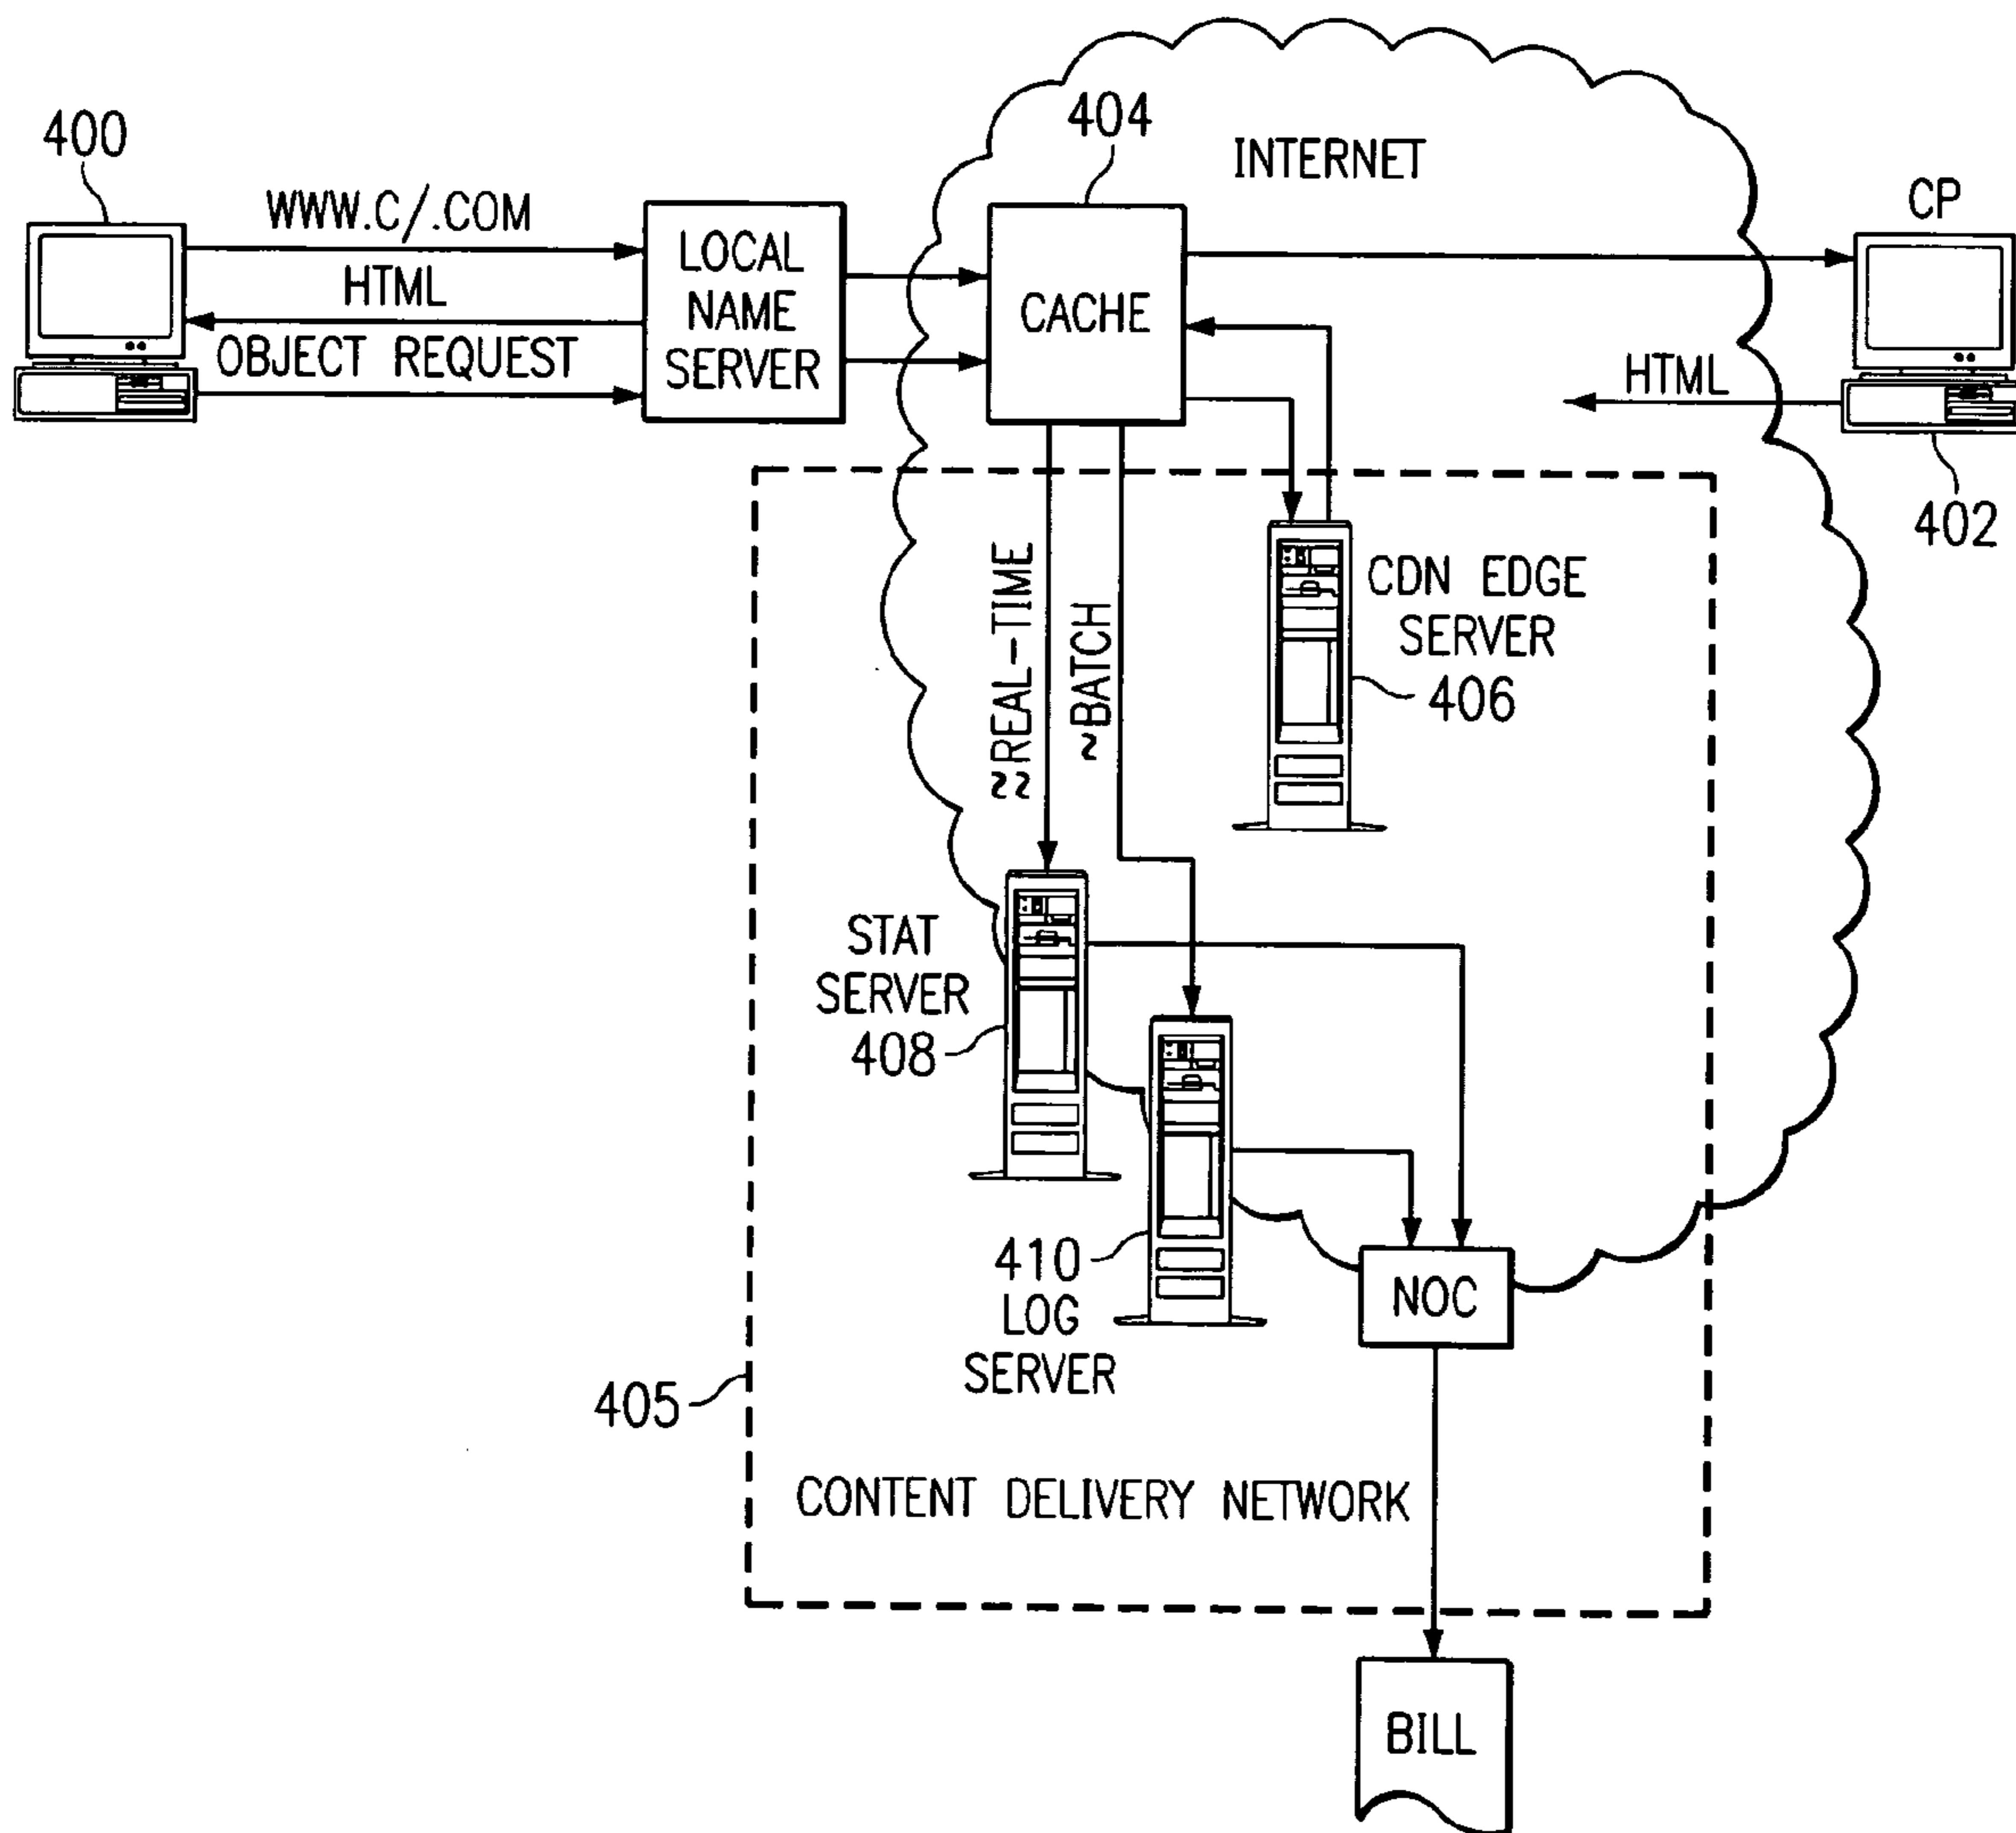 404
INTERNET
400
WWW.C/.COM
HTML
OBJECT REQUEST
LOCAL
NAME
SERVER
CACHE
CP
HTML
402
≈REAL-TIME
~BATCH
CDN EDGE
SERVER
406
STAT
SERVER
408
410
LOG
SERVER
NOC
405
CONTENT DELIVERY NETWORK
BILL